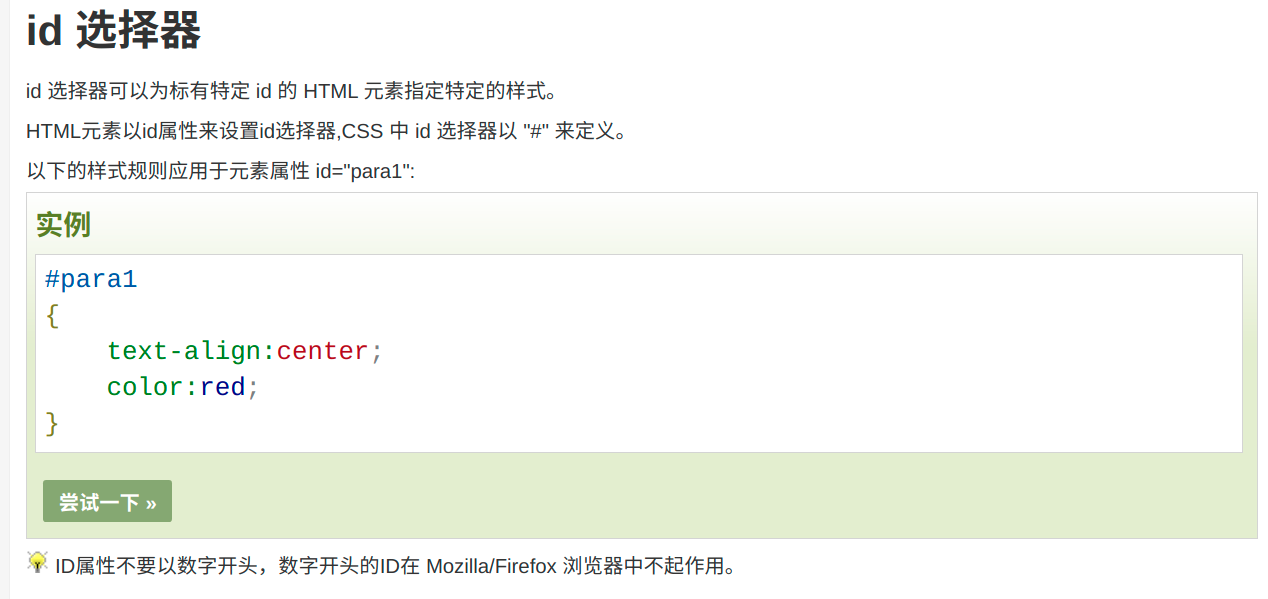 id 选择器
id 选择器可以为标有特定 id 的 HTML 元素指定特定的样式。
HTML元素以id属性来设置id选择器,CSS 中 id 选择器以 "#" 来定义。
以下的样式规则应用于元素属性 id="para1":
实例
#para1
{
    text-align:center;
    color:red;
}
尝试一下 »
ID属性不要以数字开头，数字开头的ID在 Mozilla/Firefox 浏览器中不起作用。